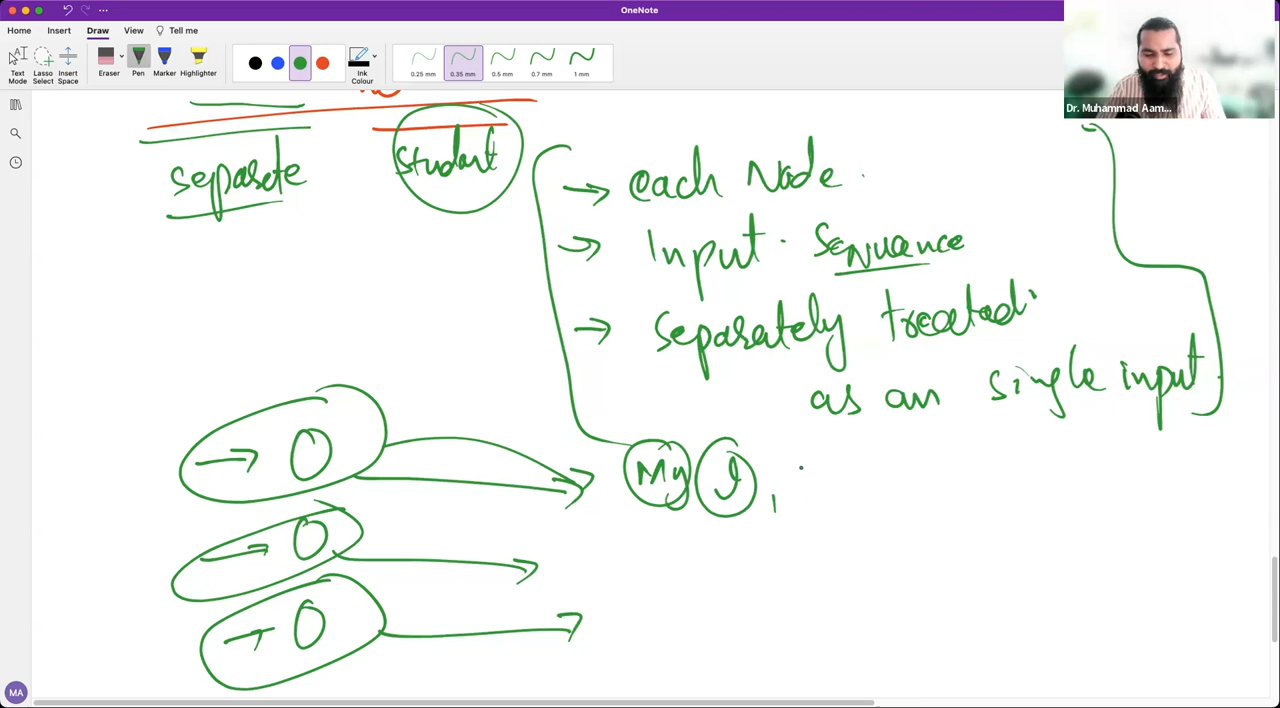 OneNote
Home Insert Draw View Tell me
Text Mode
Lasso Select
Insert Space
Eraser
Pen
Marker
Highlighter
Ink Colour
0.25 mm
0.35 mm
0.5 mm
0.7 mm
1 mm
Dr. Muhammad Aam...
separate
student
→ each Node.
→ Input. Sequance
→ separately treated.
as an single input
→ O
→ O
→ O
My I,
MA